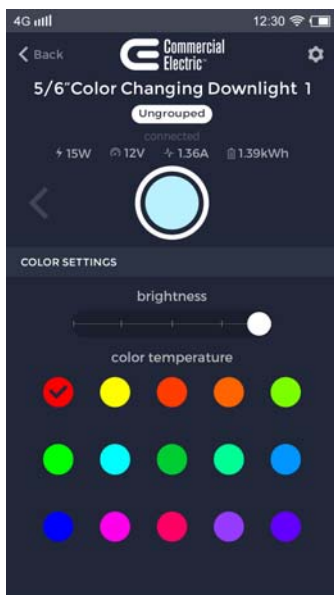 4G 12:30
Back
Commercial
Electric™
5/6"Color Changing Downlight 1
Ungrouped
connected
15W 12V 1.36A 1.39kWh
COLOR SETTINGS
brightness
color temperature